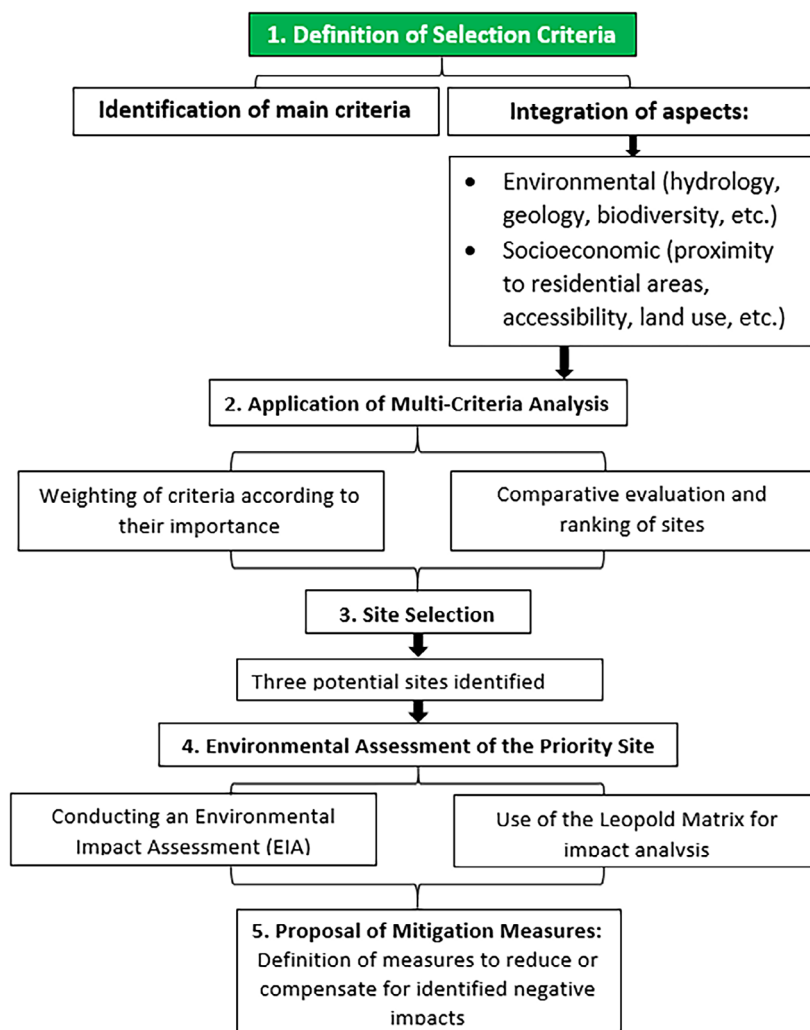 1. Definition of Selection Criteria
Identification of main criteria
Integration of aspects:
• Environmental (hydrology,
geology, biodiversity, etc.)
• Socioeconomic (proximity
to residential areas,
accessibility, land use, etc.)
2. Application of Multi-Criteria Analysis
Weighting of criteria according to
their importance
Comparative evaluation and
ranking of sites
3. Site Selection
Three potential sites identified
4. Environmental Assessment of the Priority Site
Conducting an Environmental
Impact Assessment (EIA)
Use of the Leopold Matrix for
impact analysis
5. Proposal of Mitigation Measures:
Definition of measures to reduce or
compensate for identified negative
impacts